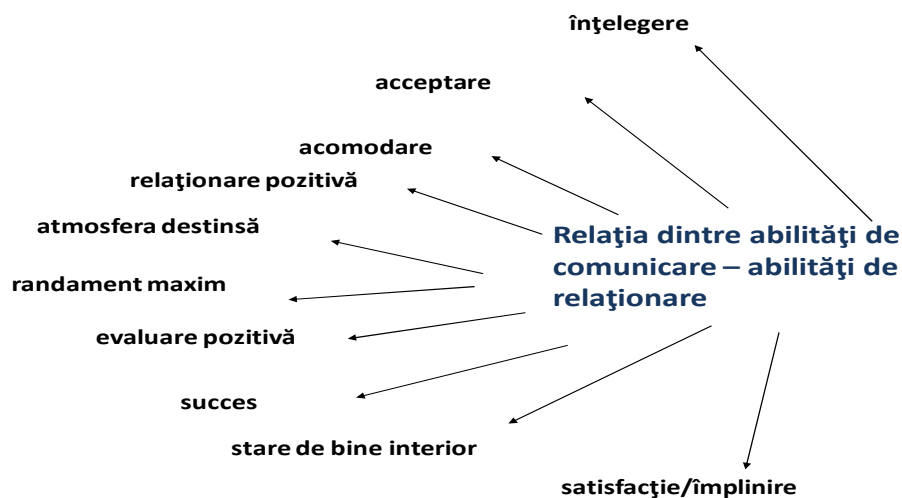 înţelegere
acceptare
acomodare
relaţionare pozitivă
atmosfera destinsă
randament maxim
evaluare pozitivă
succes
stare de bine interior
satisfacţie/împlinire
Relaţia dintre abilităţi de
comunicare – abilităţi de
relaţionare